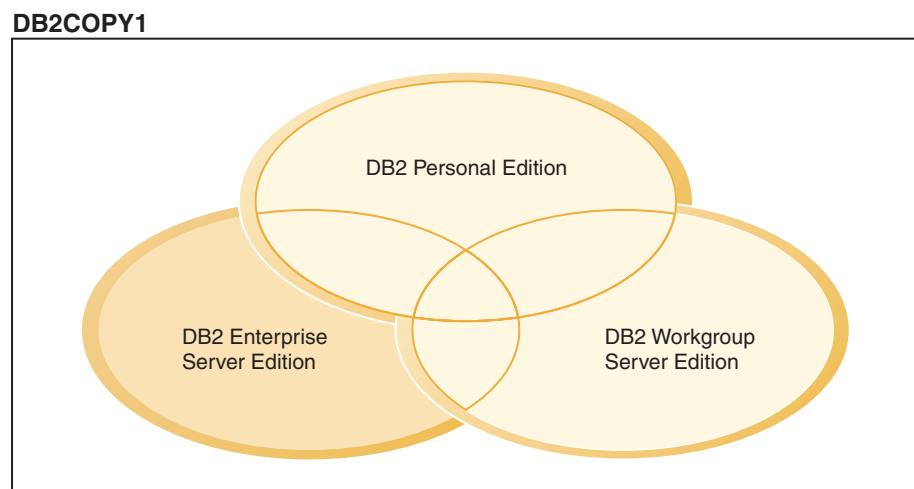 DB2COPY1
DB2 Personal Edition
DB2 Enterprise
Server Edition
DB2 Workgroup
Server Edition